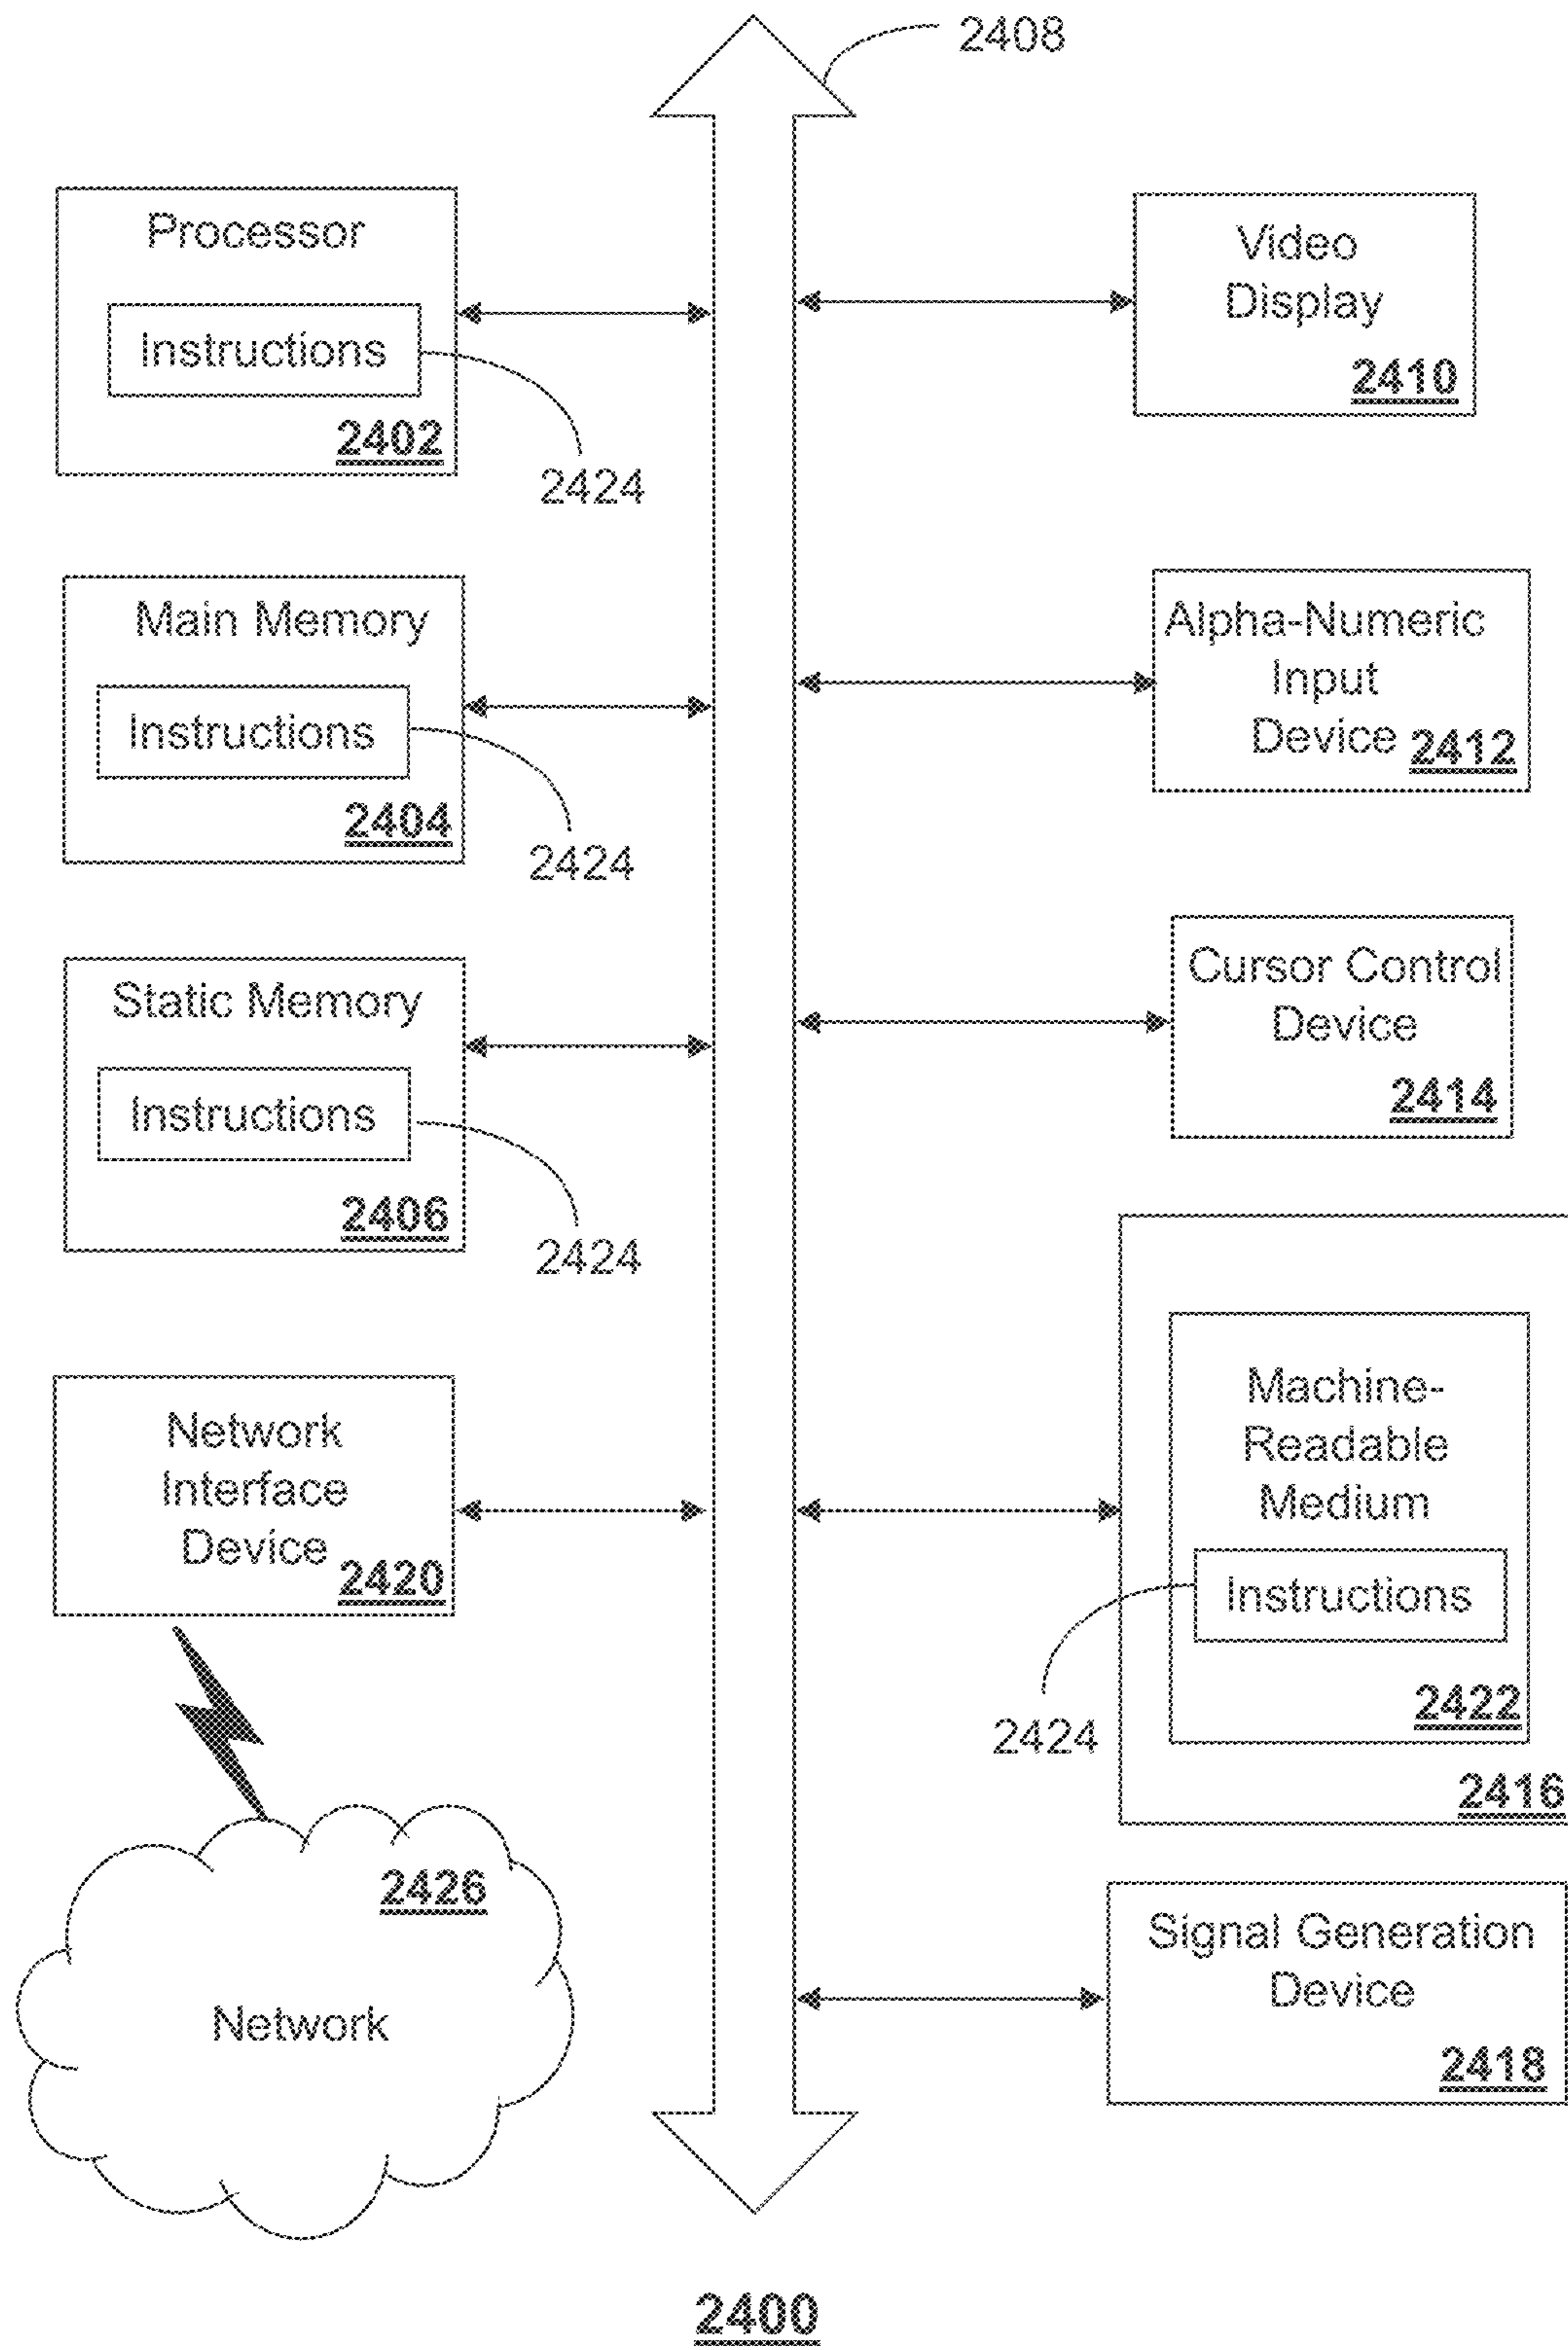 2408
Processor
Instructions
2402
2424
Main Memory
Instructions
2404
2424
Static Memory
Instructions
2406
2424
Network
Interface
Device
2420
2426
Network
Video
Display
2410
Alpha-Numeric
Input
Device 2412
Cursor Control
Device
2414
Machine-
Readable
Medium
Instructions
2422
2424
2416
Signal Generation
Device
2418
2400